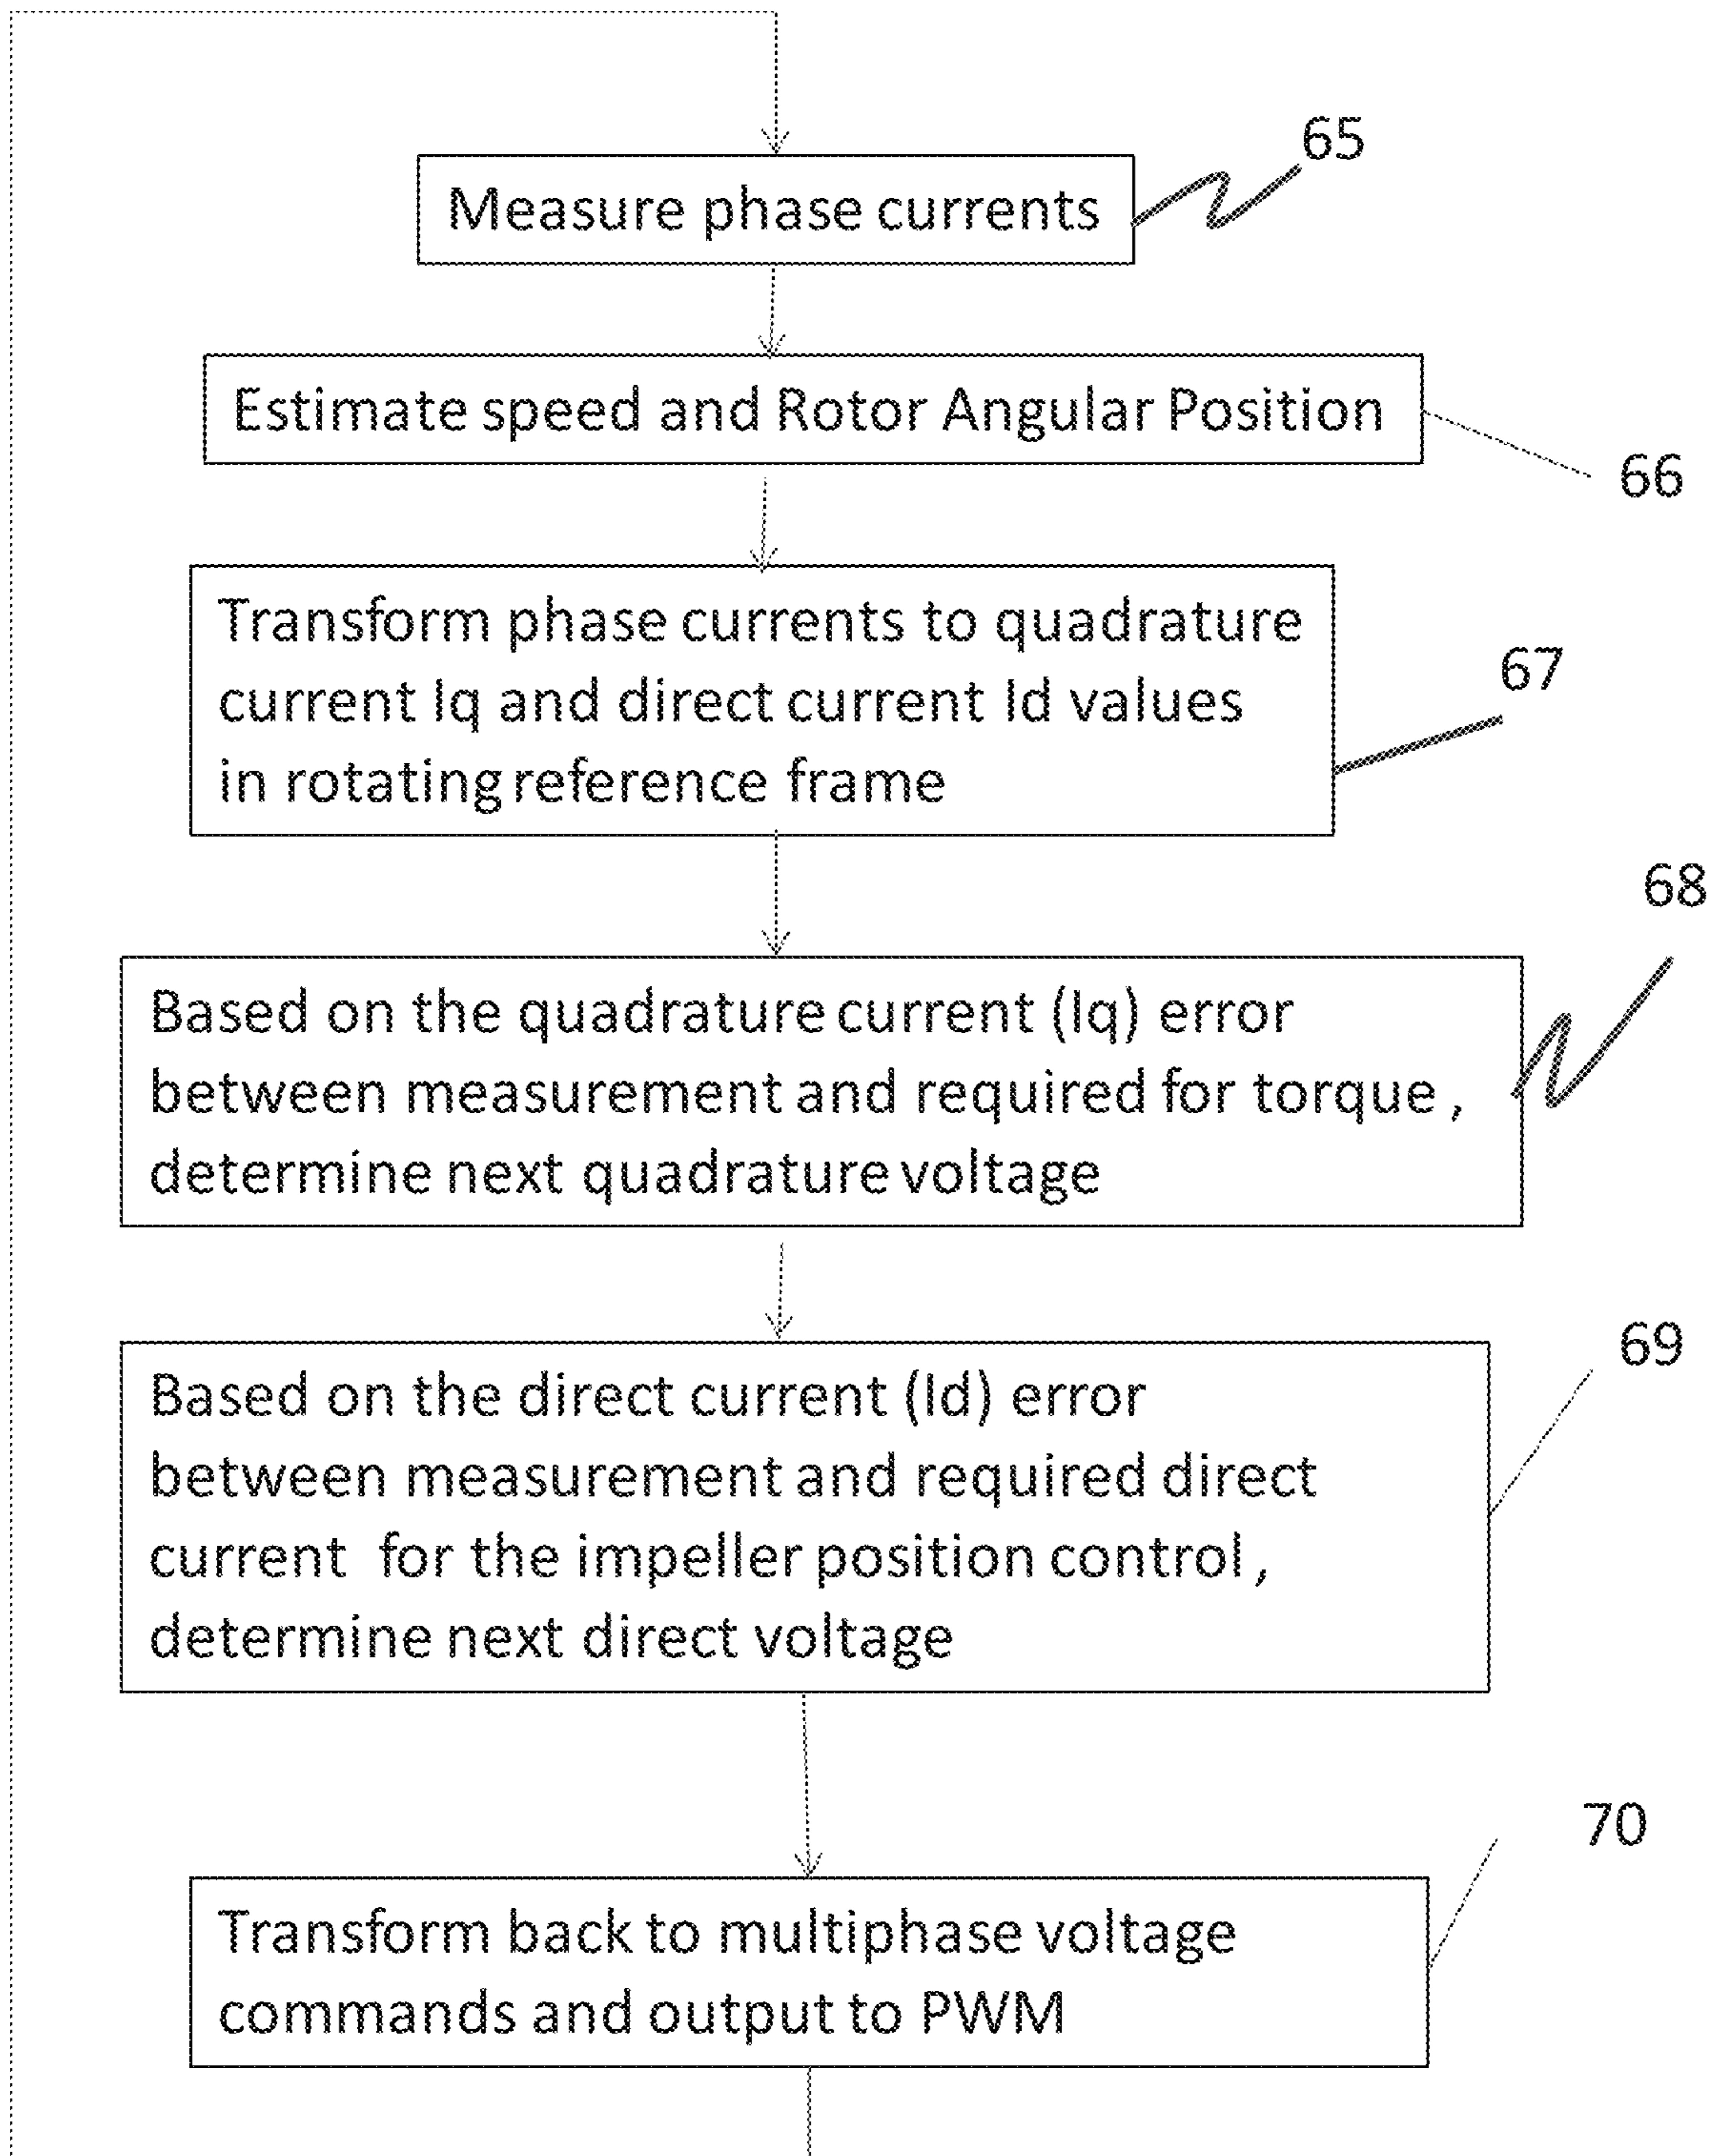 65
Measure phase currents
Estimate speed and Rotor Angular Position
66
Transform phase currents to quadrature
current Iq and direct current Id values
in rotating reference frame
67
68
Based on the quadrature current (Iq) error
between measurement and required for torque ,
determine next quadrature voltage
69
Based on the direct current (Id) error
between measurement and required direct
current for the impeller position control,
determine next direct voltage
70
Transform back to multiphase voltage
commands and output to PWM